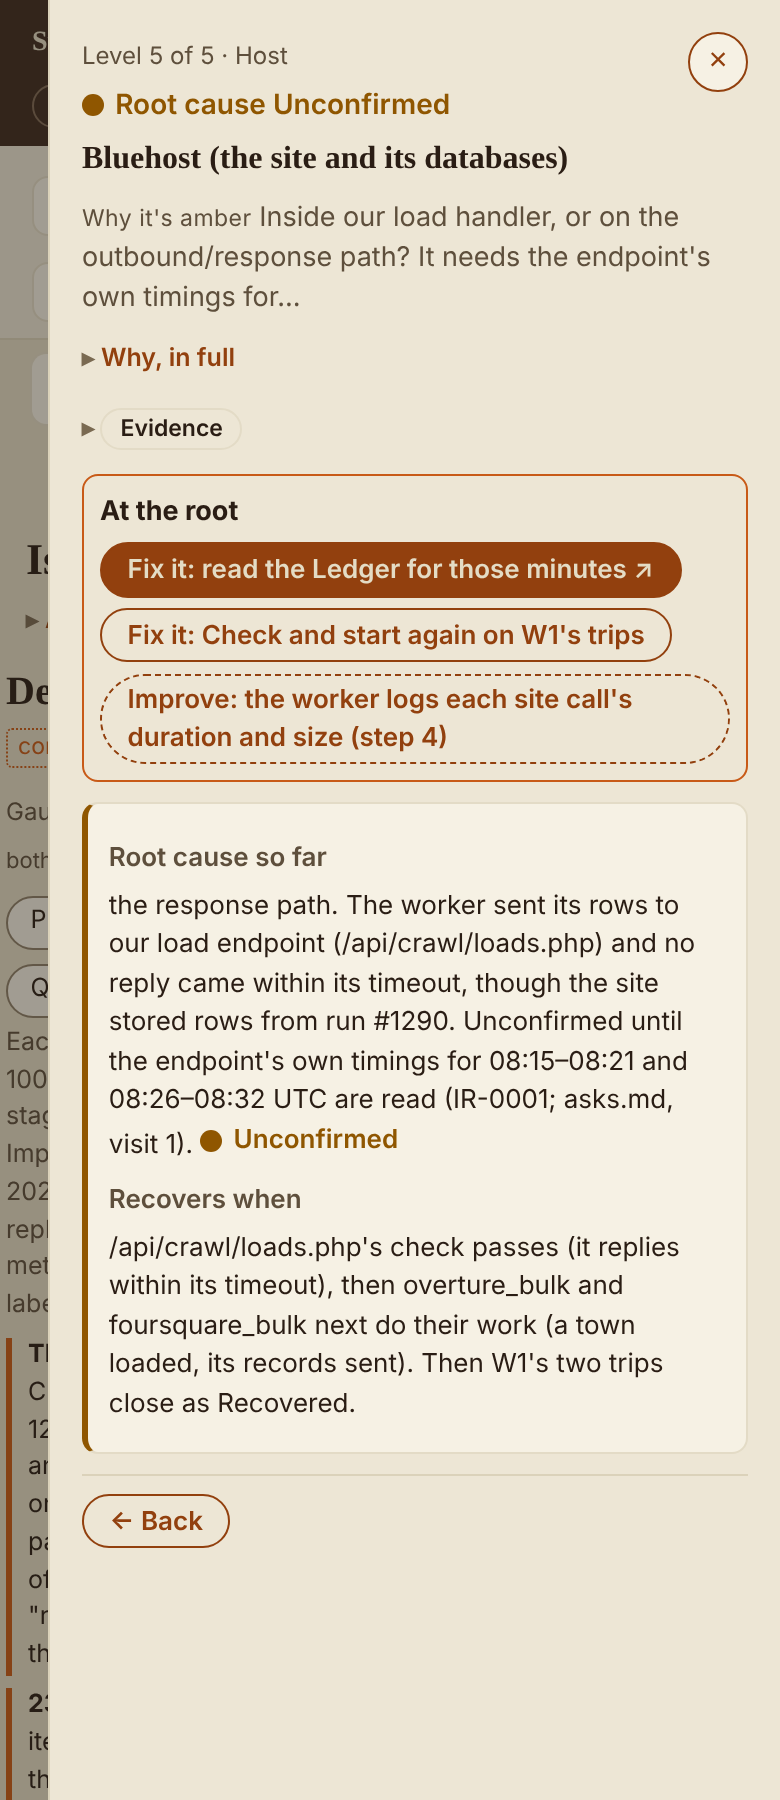 Level 5 of 5 · Host
✕
Root cause Unconfirmed
Bluehost (the site and its databases)
Why it's amber Inside our load handler, or on the
outbound/response path? It needs the endpoint's
own timings for...
▸ Why, in full
▸ Evidence
At the root
Fix it: read the Ledger for those minutes ↗
Fix it: Check and start again on W1's trips
Improve: the worker logs each site call's
duration and size (step 4)
Root cause so far
the response path. The worker sent its rows to
our load endpoint (/api/crawl/loads.php) and no
reply came within its timeout, though the site
stored rows from run #1290. Unconfirmed until
the endpoint's own timings for 08:15–08:21 and
08:26–08:32 UTC are read (IR-0001; asks.md,
visit 1). Unconfirmed
Recovers when
/api/crawl/loads.php's check passes (it replies
within its timeout), then overture_bulk and
foursquare_bulk next do their work (a town
loaded, its records sent). Then W1's two trips
close as Recovered.
← Back